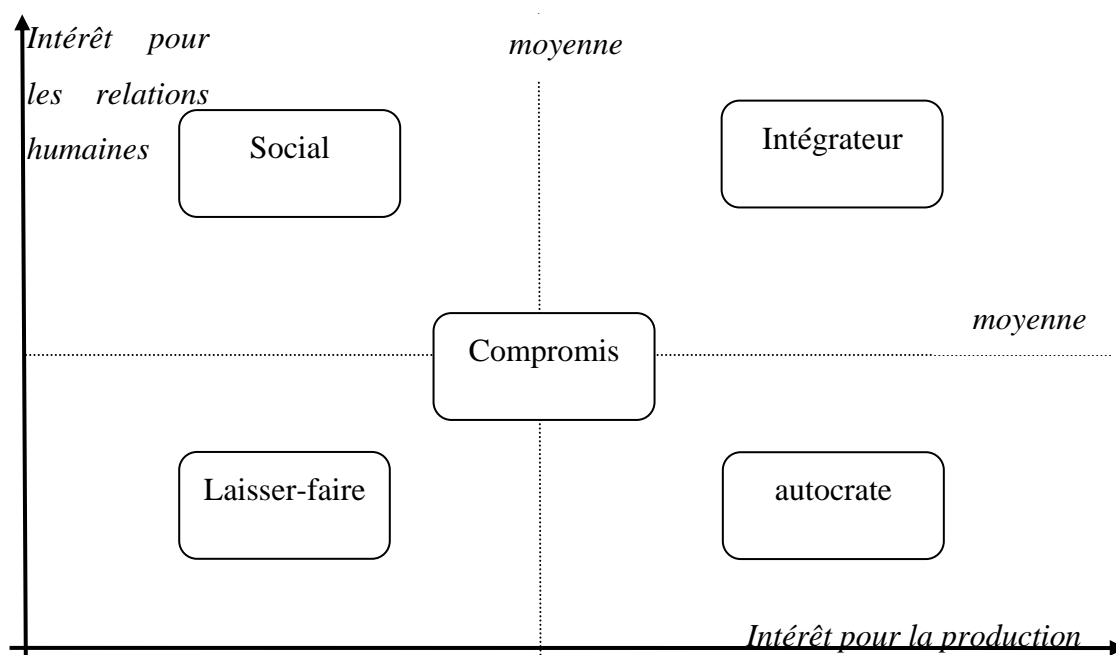 Intérêt pour
les relations
humaines
moyenne
Social
Intégrateur
moyenne
Compromis
Laisser-faire
autocrate
Intérêt pour la production